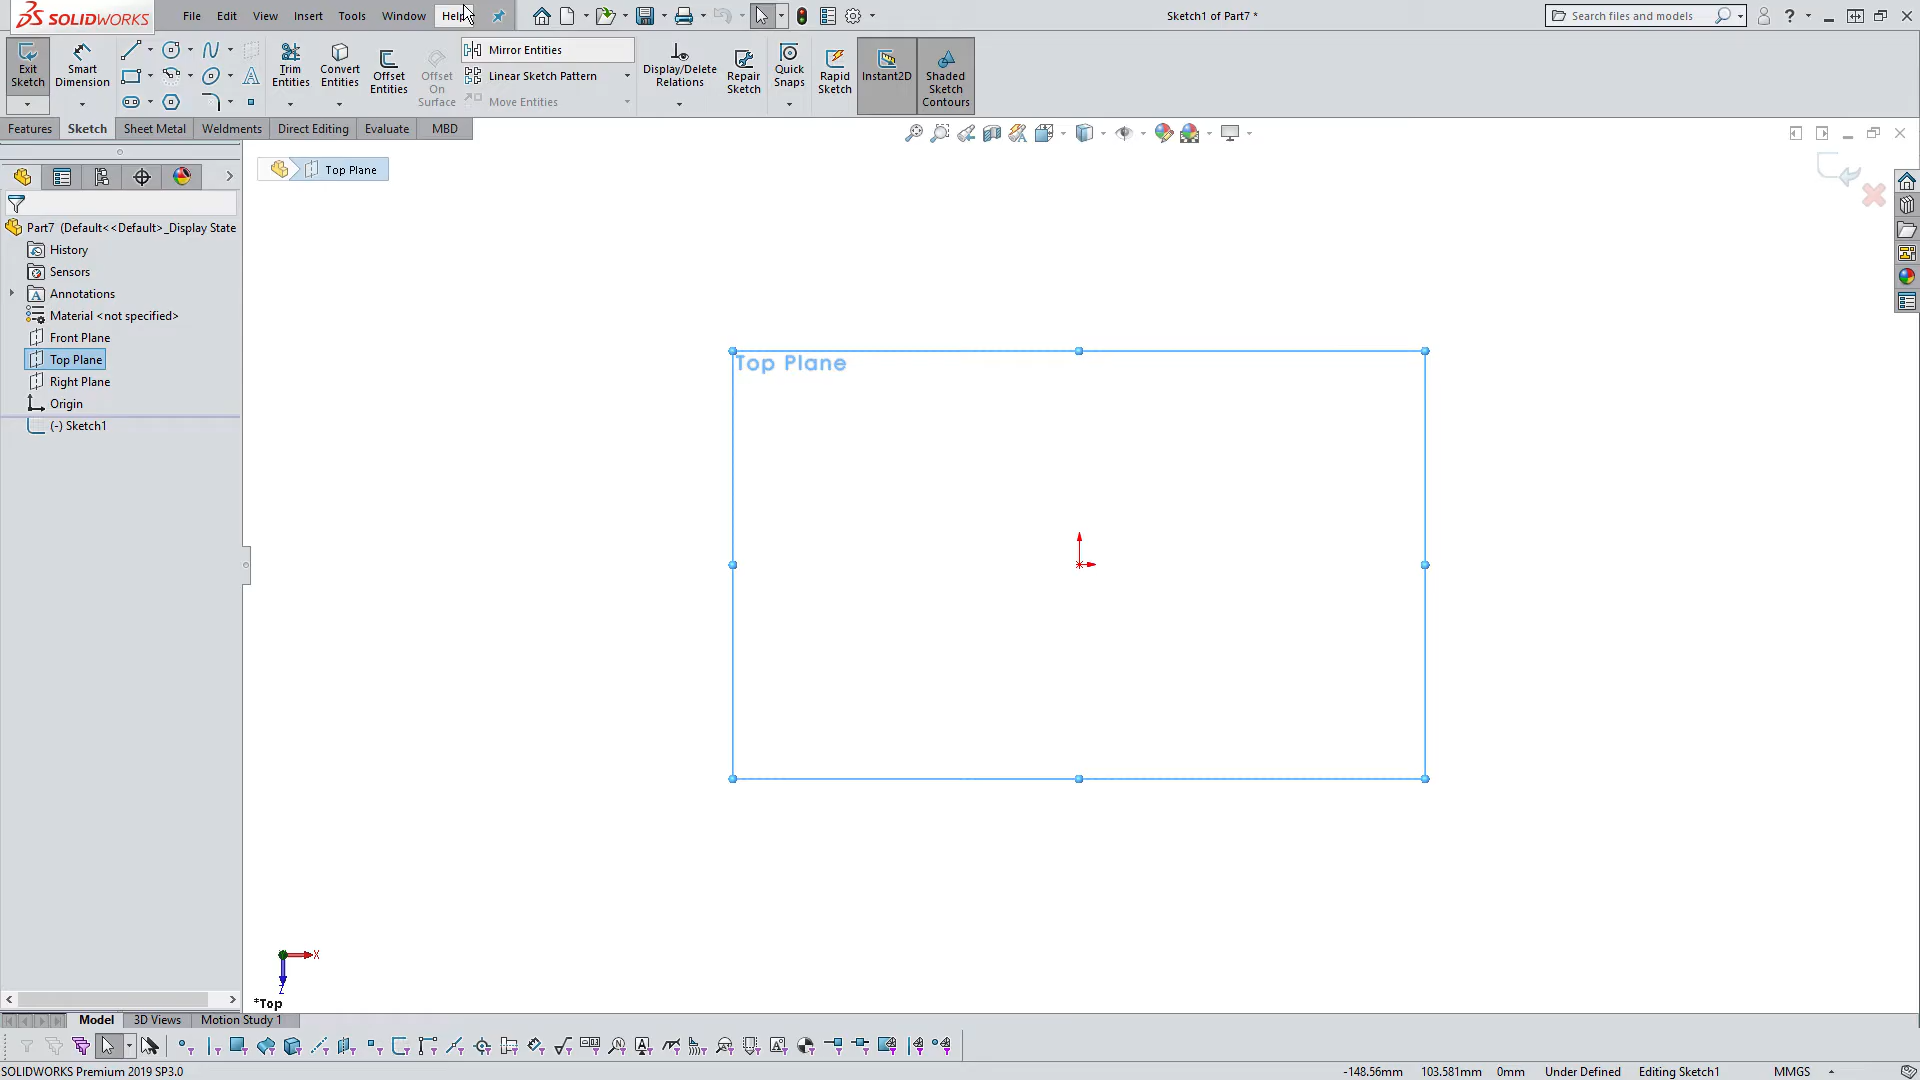 SOLIDWORKS
File Edit View Insert Tools Window Help
Sketch1 of Part7 *
Search files and models
?
Exit Sketch
Smart Dimension
Trim Entities
Convert Entities
Offset Entities
Offset On Surface
Mirror Entities
Linear Sketch Pattern
Move Entities
Display/Delete Relations
Repair Sketch
Quick Snaps
Rapid Sketch
Instant2D
Shaded Sketch Contours
Features Sketch Sheet Metal Weldments Direct Editing Evaluate MBD
Top Plane
Part7 (Default<<Default>_Display State
History
Sensors
Annotations
Material <not specified>
Front Plane
Top Plane
Right Plane
Origin
(-) Sketch1
Top Plane
X
Z
*Top
Model 3D Views Motion Study 1
SOLIDWORKS Premium 2019 SP3.0
-148.56mm 103.581mm 0mm Under Defined Editing Sketch1 MMGS